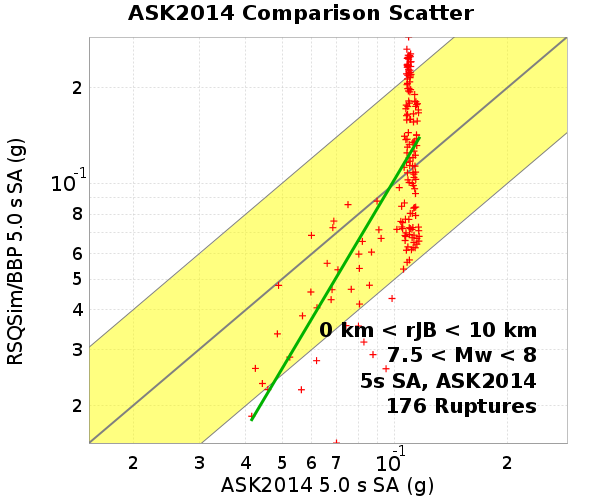 ASK2014 Comparison Scatter
RSQSim/BBP 5.0 s SA (g)
2
10-1
8
6
5
4
3
2
0 km < rJB < 10 km
7.5 < Mw < 8
5s SA, ASK2014
176 Ruptures
2 3 4 5 6 7 10-1 2
ASK2014 5.0 s SA (g)